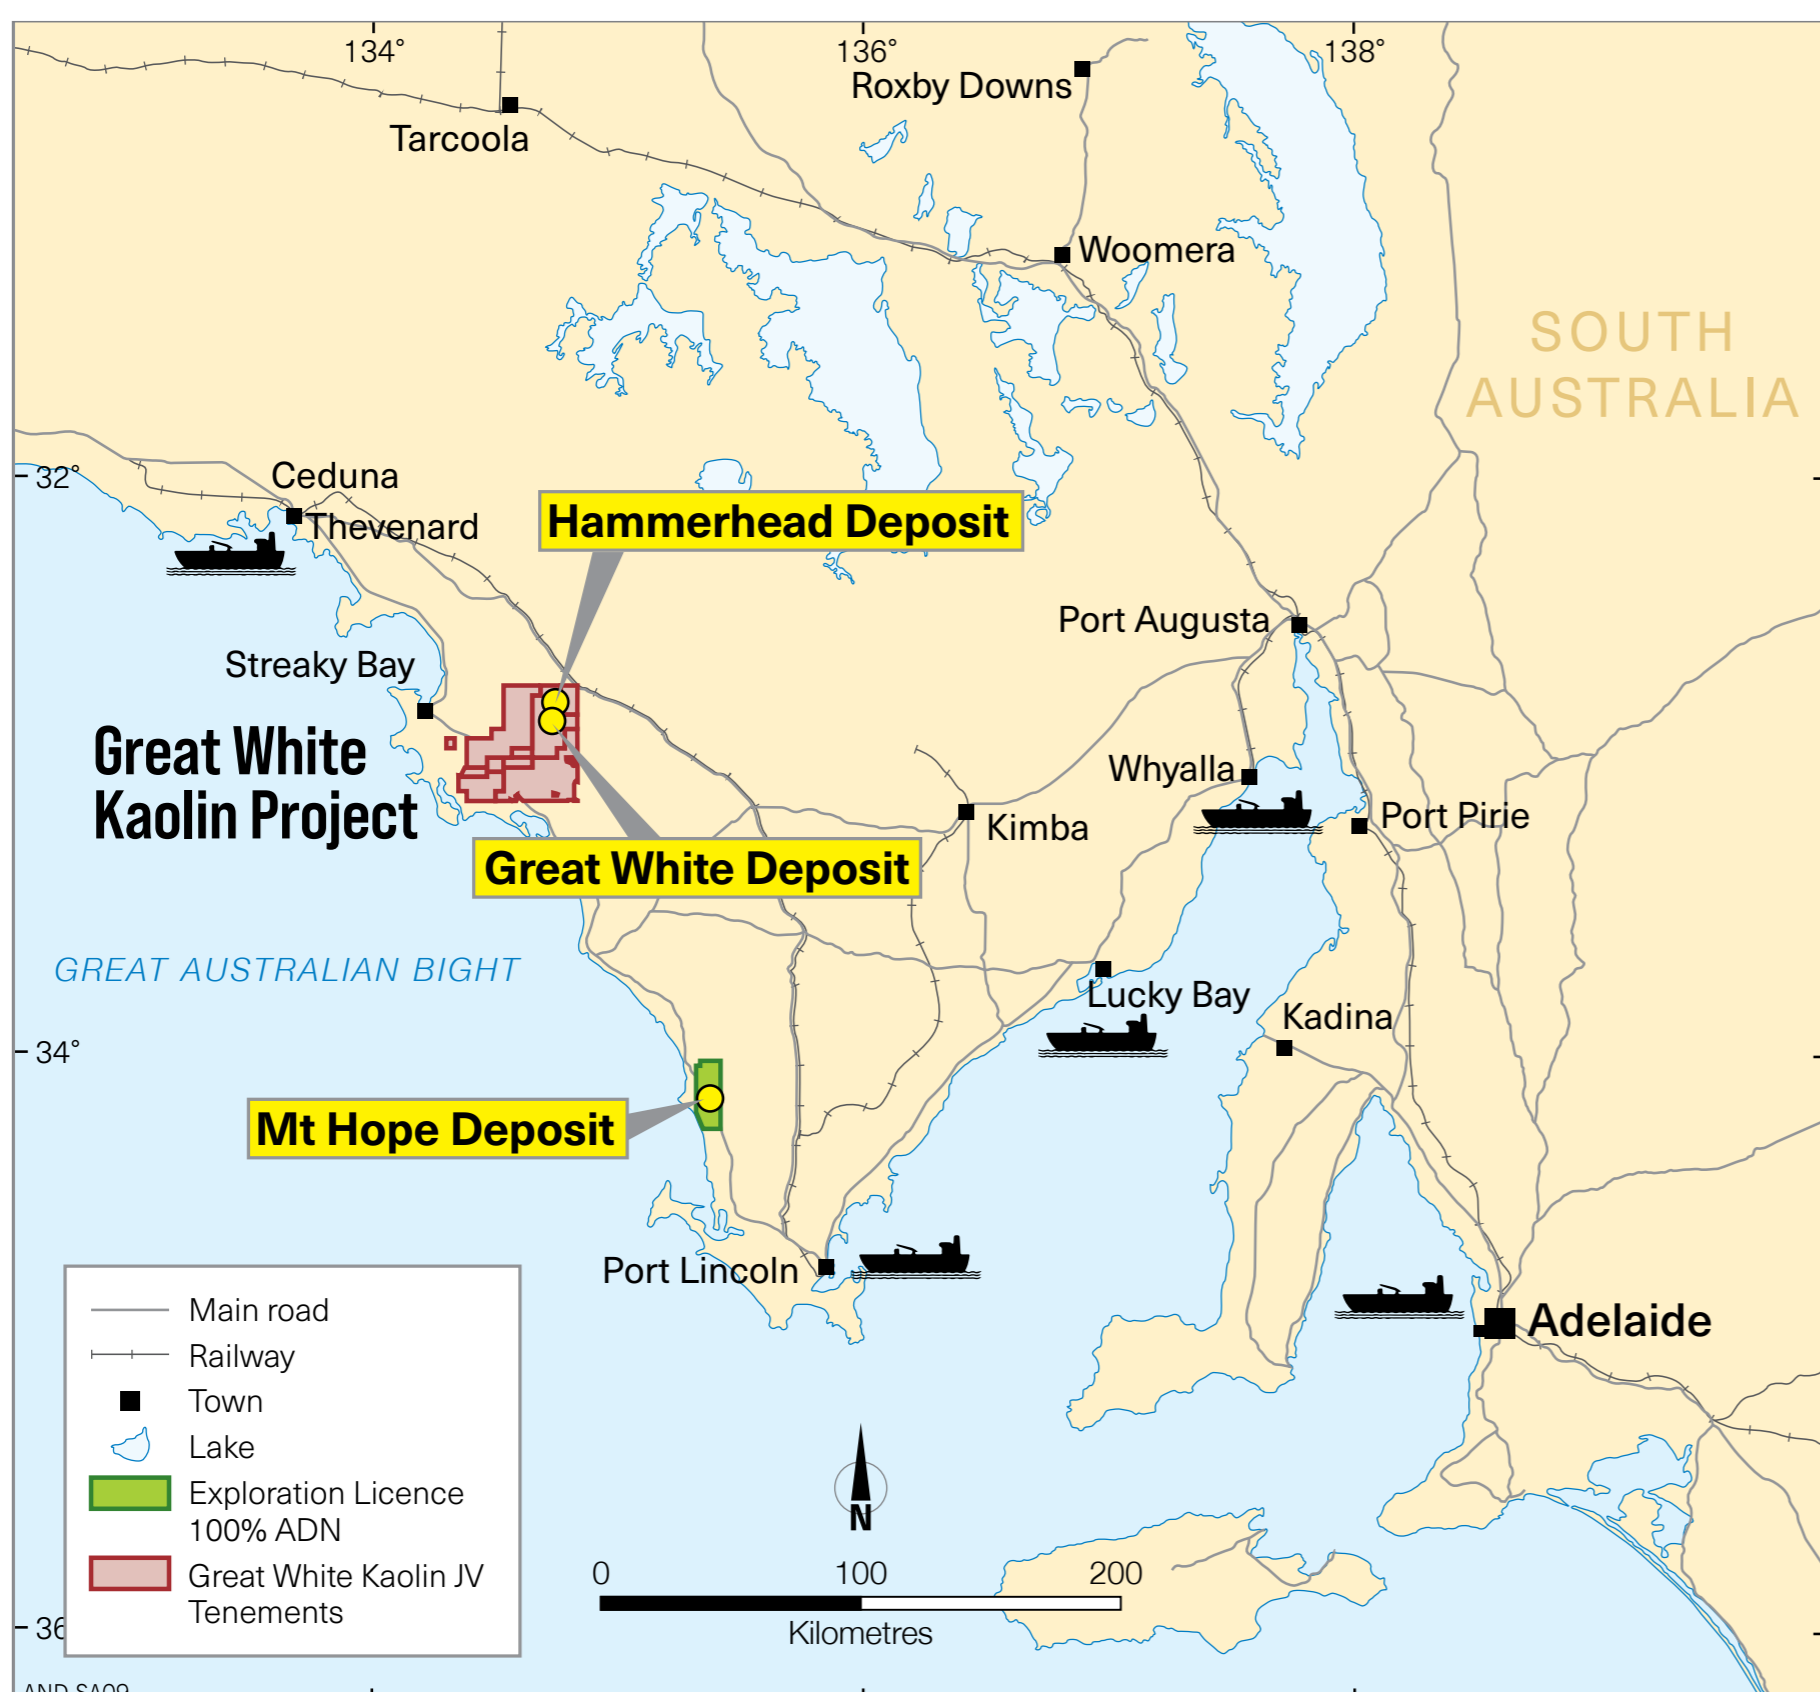 134°
136°
138°
Roxby Downs
Tarcoola
Woomera
SOUTH
AUSTRALIA
32°
Ceduna
Thevenard
Hammerhead Deposit
Port Augusta
Streaky Bay
Great White
Kaolin Project
Whyalla
Port Pirie
Kimba
Great White Deposit
GREAT AUSTRALIAN BIGHT
Lucky Bay
Kadina
34°
Mt Hope Deposit
Port Lincoln
Adelaide
Main road
Railway
Town
Lake
Exploration Licence
100% ADN
Great White Kaolin JV
Tenements
N
0 100 200
Kilometres
36